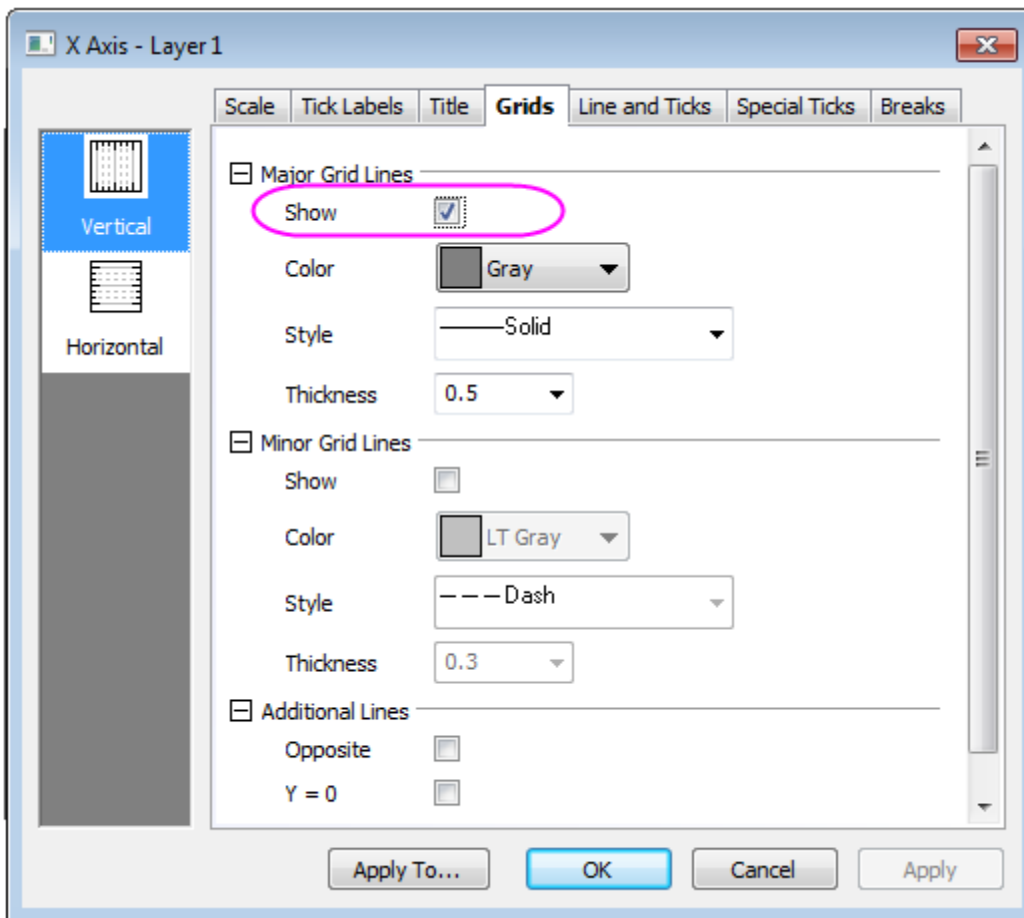 X Axis - Layer 1
Scale Tick Labels Title Grids Line and Ticks Special Ticks Breaks
Vertical
Horizontal
Major Grid Lines
Show
Color Gray
Style Solid
Thickness 0.5
Minor Grid Lines
Show
Color LT Gray
Style Dash
Thickness 0.3
Additional Lines
Opposite
Y = 0
Apply To... OK Cancel Apply